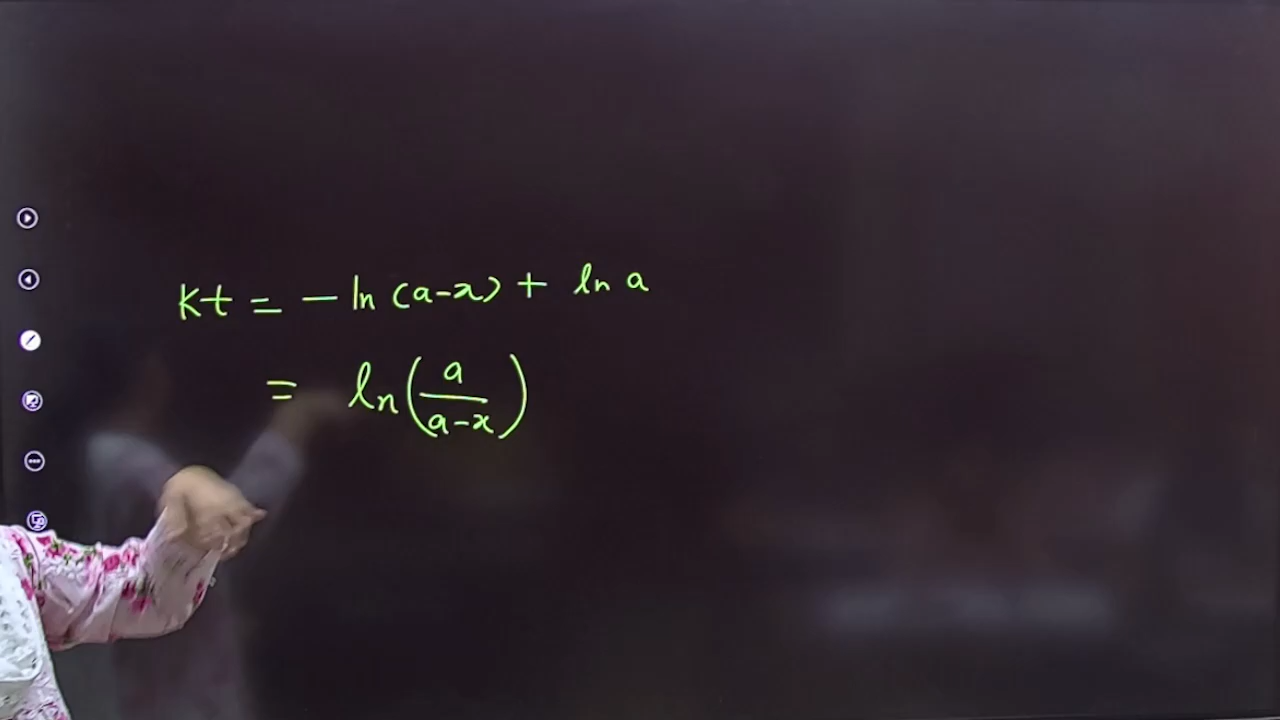 Kt = - ln (a-x) + ln a
= ln(a/(a-x))